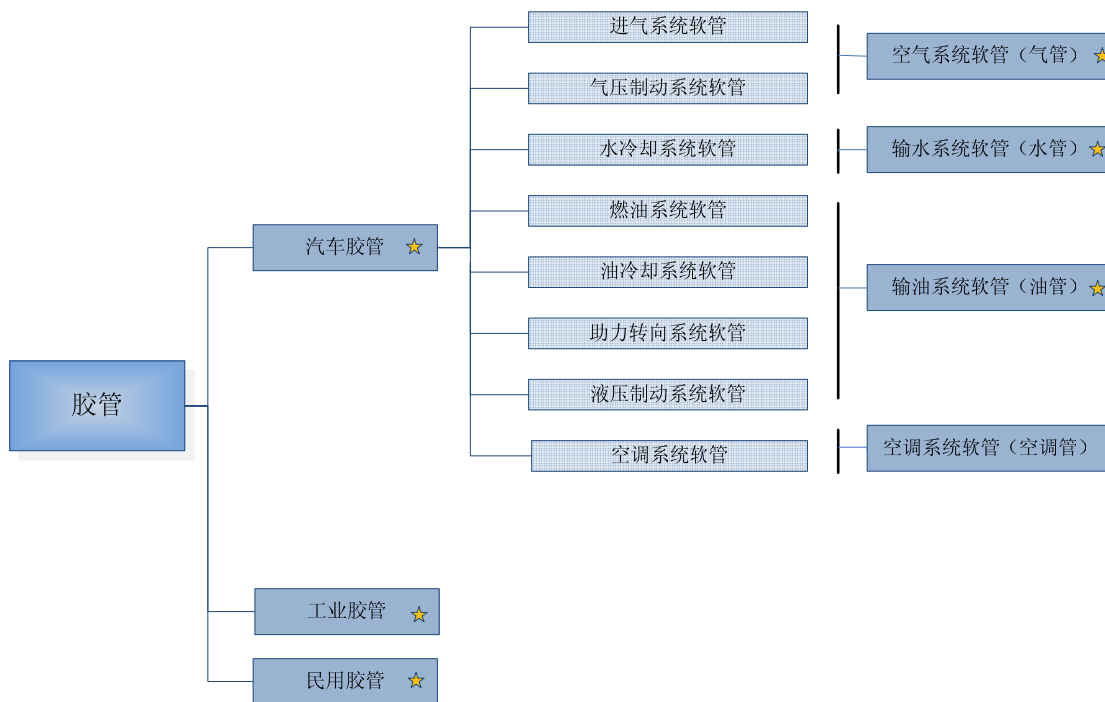 进气系统软管
空气系统软管（气管）
气压制动系统软管
水冷却系统软管
输水系统软管（水管）
燃油系统软管
汽车胶管
油冷却系统软管
输油系统软管（油管）
助力转向系统软管
液压制动系统软管
胶管
空调系统软管
空调系统软管（空调管）
工业胶管
民用胶管